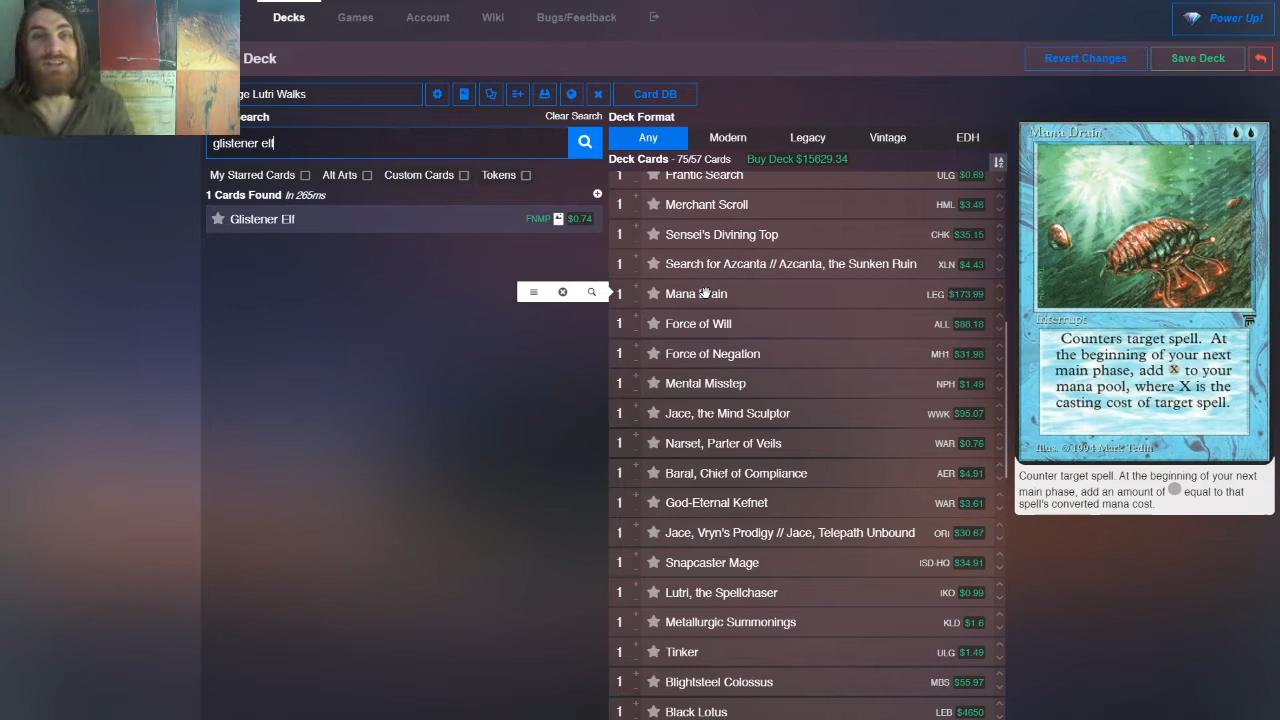 Decks
Games
Account
Wiki
Bugs/Feedback
Power Up!
Deck
Revert Changes
Save Deck
ge Lutri Walks
Card DB
earch
Clear Search
Deck Format
glistener elf
Any
Modern
Legacy
Vintage
EDH
Deck Cards - 75/57 Cards
Buy Deck $15629.34
My Starred Cards
Alt Arts
Custom Cards
Tokens
1 Cards Found In 265ms
Glistener Elf FNMP $0.74
1 Frantic Search ULG $0.69
1 Merchant Scroll HML $3.48
1 Sensei's Divining Top CHK $35.15
1 Search for Azcanta // Azcanta, the Sunken Ruin XLN $4.43
1 Mana Drain LEG $173.99
1 Force of Will ALL $88.18
1 Force of Negation MH1 $31.98
1 Mental Misstep NPH $1.49
1 Jace, the Mind Sculptor WWK $95.07
1 Narset, Parter of Veils WAR $0.76
1 Baral, Chief of Compliance AER $4.91
1 God-Eternal Kefnet WAR $3.61
1 Jace, Vryn's Prodigy // Jace, Telepath Unbound ORI $30.67
1 Snapcaster Mage ISD-HQ $34.91
1 Lutri, the Spellchaser IKO $0.99
1 Metallurgic Summonings KLD $1.6
1 Tinker ULG $1.49
1 Blightsteel Colossus MBS $55.97
1 Black Lotus LEB $4650
Mana Drain
Interrupt
Counters target spell. At
the beginning of your next
main phase, add X to your
mana pool, where X is the
casting cost of target spell.
Illus. © 1994 Mark Tedin
Counter target spell. At the beginning of your next
main phase, add an amount of equal to that
spell's converted mana cost.